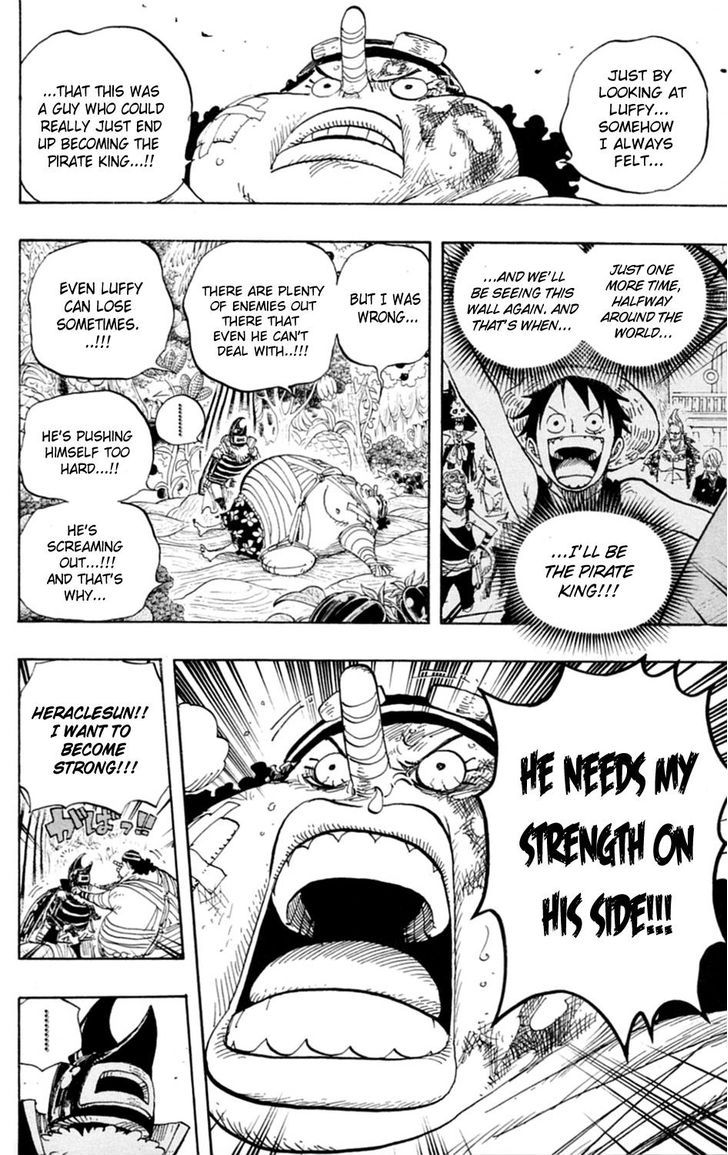 JUST BY
LOOKING AT
LUFFY...
SOMEHOW
I ALWAYS
FELT...
...THAT THIS WAS
A GUY WHO COULD
REALLY JUST END
UP BECOMING THE
PIRATE KING...!!
JUST ONE
MORE TIME,
HALFWAY
AROUND THE
WORLD...
...AND WE'LL
BE SEEING THIS
WALL AGAIN. AND
THAT'S WHEN...
...I'LL BE
THE PIRATE
KING!!!
BUT I WAS
WRONG...
THERE ARE PLENTY
OF ENEMIES OUT
THERE THAT
EVEN HE CAN'T
DEAL WITH..!!!
EVEN LUFFY
CAN LOSE
SOMETIMES.
..!!!
........
HE'S PUSHING
HIMSELF TOO
HARD...!!
HE'S
SCREAMING
OUT...!!!
AND THAT'S
WHY...
HE NEEDS MY
STRENGTH ON
HIS SIDE!!!
HERACLESUN!!
I WANT TO
BECOME
STRONG!!!
がばっ!!
........